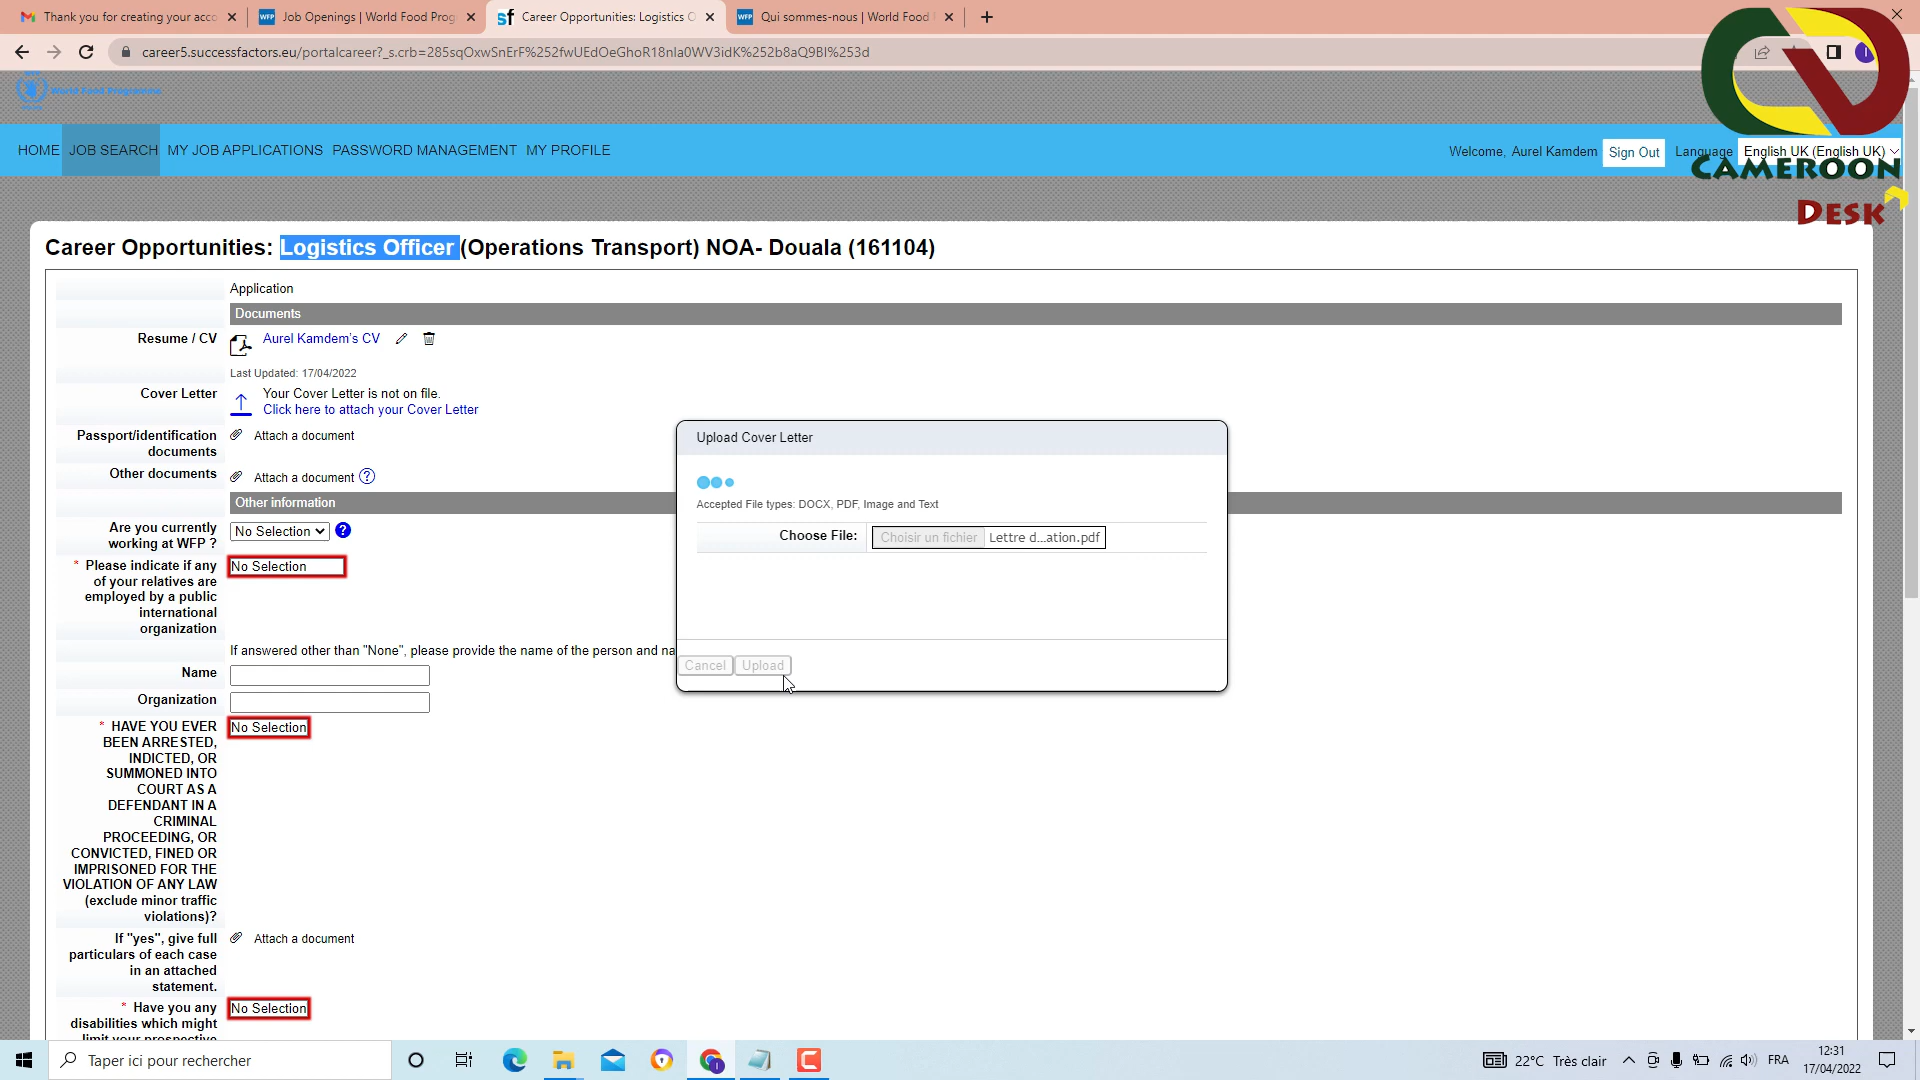 Thank you for creating your acco
Job Openings | World Food Prog
Career Opportunities: Logistics O
Qui sommes-nous | World Food
career5.successfactors.eu/portalcareer?_s.crb=285sqOxwSnErF%252fwUEdOeGhoR18nIa0WV3idK%252b8aQ9BI%253d
World Food Programme
HOME JOB SEARCH MY JOB APPLICATIONS PASSWORD MANAGEMENT MY PROFILE
Welcome, Aurel Kamdem Sign Out Language English UK (English UK)
CAMEROON
DESK
Career Opportunities: Logistics Officer (Operations Transport) NOA- Douala (161104)
Application
Documents
Resume / CV Aurel Kamdem's CV
Last Updated: 17/04/2022
Cover Letter Your Cover Letter is not on file.
Click here to attach your Cover Letter
Passport/identification documents Attach a document
Other documents Attach a document ?
Other information
Are you currently working at WFP ? No Selection ?
* Please indicate if any
of your relatives are
employed by a public
international
organization
No Selection
If answered other than "None", please provide the name of the person and na
Name
Organization
* HAVE YOU EVER
BEEN ARRESTED,
INDICTED, OR
SUMMONED INTO
COURT AS A
DEFENDANT IN A
CRIMINAL
PROCEEDING, OR
CONVICTED, FINED OR
IMPRISONED FOR THE
VIOLATION OF ANY LAW
(exclude minor traffic
violations)?
No Selection
If "yes", give full
particulars of each case
in an attached
statement.
Attach a document
* Have you any
disabilities which might
limit your prospective
No Selection
Upload Cover Letter
Accepted File types: DOCX, PDF, Image and Text
Choose File: Choisir un fichier Lettre d...ation.pdf
Cancel Upload
Taper ici pour rechercher
22°C Très clair
FRA
12:31
17/04/2022